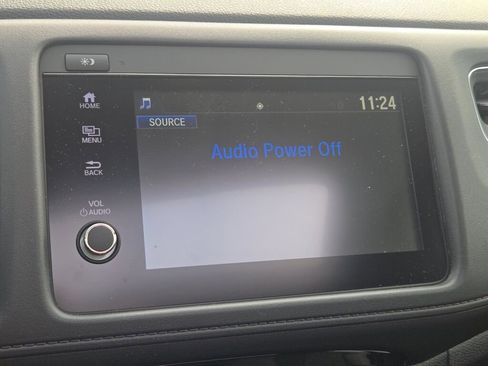 HOME
MENU
BACK
VOL
AUDIO
11:24
SOURCE
Audio Power Off